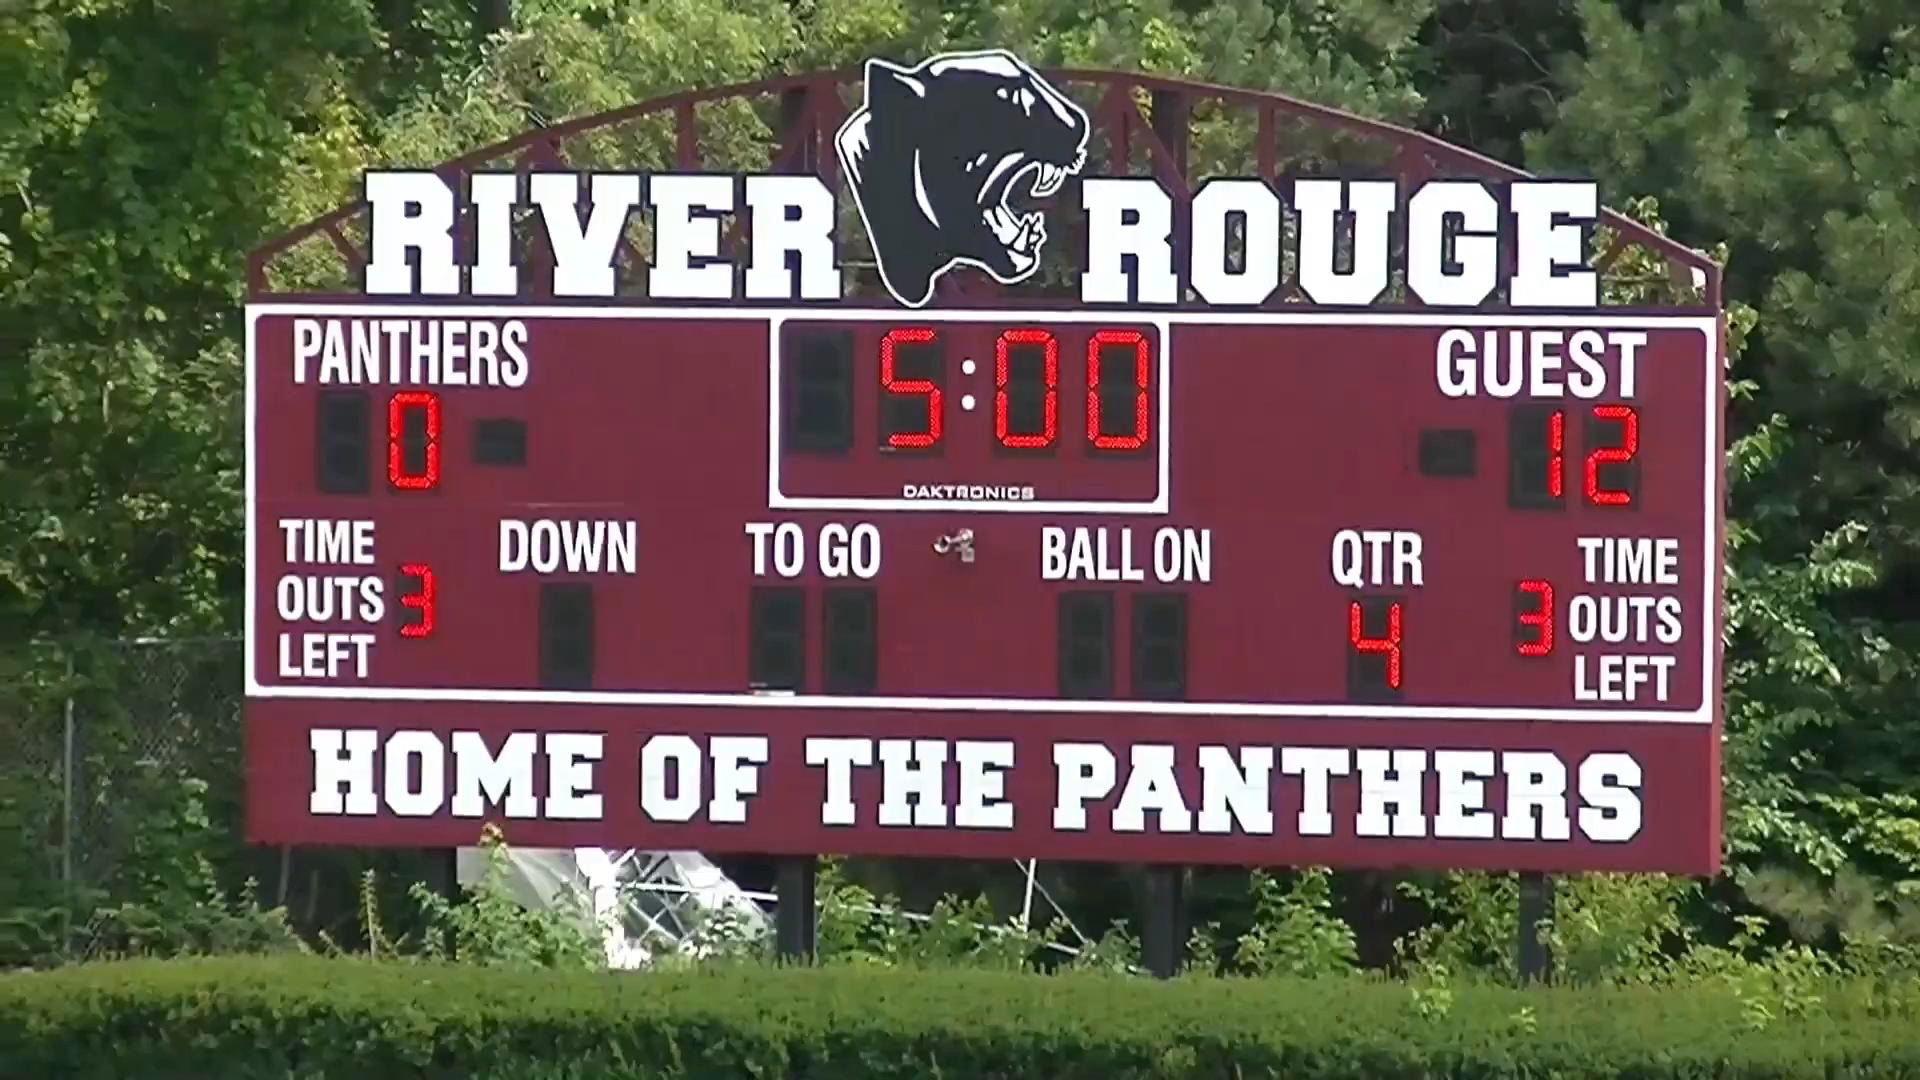 RIVER ROUGE
PANTHERS 5:00 GUEST
0 12
DAKTRONICS
TIME OUTS LEFT 3 DOWN TO GO BALL ON QTR 4 3 TIME OUTS LEFT
HOME OF THE PANTHERS